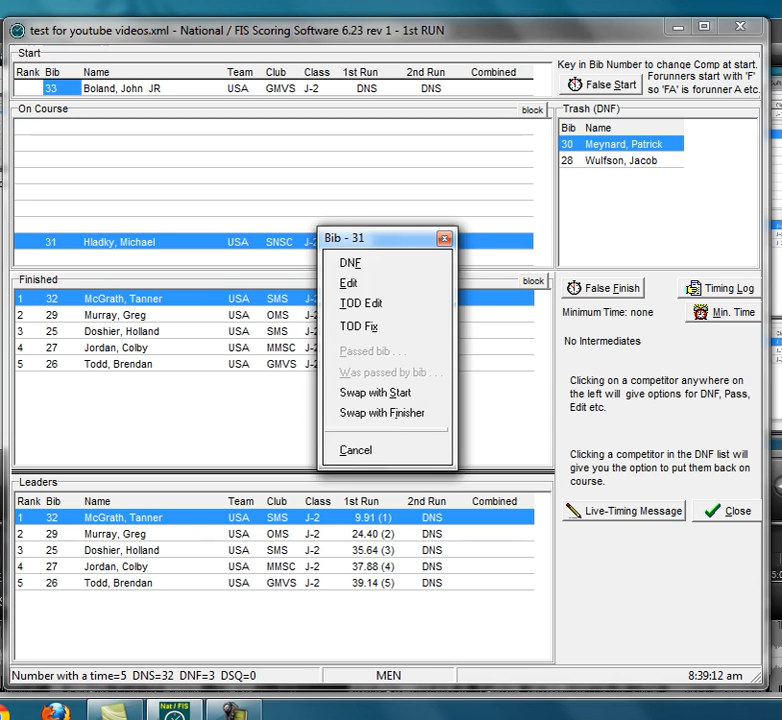 test for youtube videos.xml - National / FIS Scoring Software 6.23 rev 1 - 1st RUN
Start
Rank Bib Name Team Club Class 1st Run 2nd Run Combined
33 Boland, John JR USA GMVS J-2 DNS DNS
Key in Bib Number to change Comp at start.
False Start
Forunners start with 'F'
so 'FA' is forunner A etc.
On Course
block
31 Hladky, Michael USA SNSC J-2
Trash (DNF)
Bib Name
30 Meynard, Patrick
28 Wulfson, Jacob
Bib - 31
DNF
Edit
TOD Edit
TOD Fix
Passed bib . . .
Was passed by bib . . .
Swap with Start
Swap with Finisher
Cancel
Finished
block
1 32 McGrath, Tanner USA SMS J-2
2 29 Murray, Greg USA OMS J-2
3 25 Doshier, Holland USA SMS J-2
4 27 Jordan, Colby USA MMSC J-2
5 26 Todd, Brendan USA GMVS J-2
False Finish
Timing Log
Minimum Time: none
Min. Time
No Intermediates
Clicking on a competitor anywhere on
the left will give options for DNF, Pass,
Edit etc.
Clicking a competitor in the DNF list will
give you the option to put them back on
course.
Live-Timing Message
Close
Leaders
Rank Bib Name Team Club Class 1st Run 2nd Run Combined
1 32 McGrath, Tanner USA SMS J-2 9.91 (1) DNS
2 29 Murray, Greg USA OMS J-2 24.40 (2) DNS
3 25 Doshier, Holland USA SMS J-2 35.64 (3) DNS
4 27 Jordan, Colby USA MMSC J-2 37.88 (4) DNS
5 26 Todd, Brendan USA GMVS J-2 39.14 (5) DNS
Number with a time=5 DNS=32 DNF=3 DSQ=0
MEN
8:39:12 am
Nat / FIS